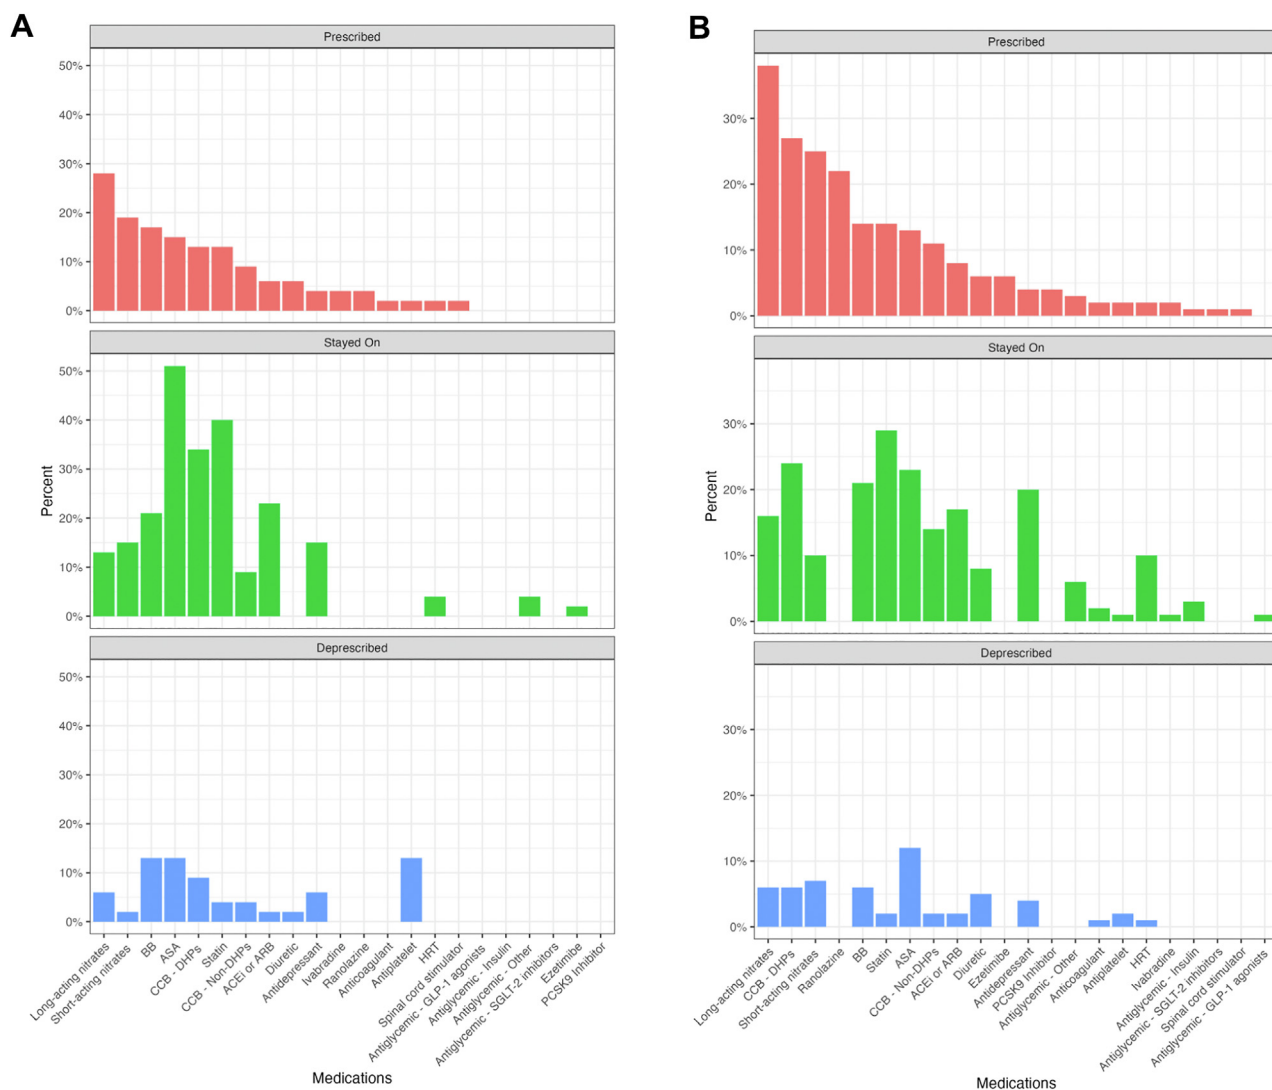 A
Prescribed
50%
40%
30%
20%
10%
0%
Stayed On
50%
40%
30%
20%
10%
0%
Deprescribed
50%
40%
30%
20%
10%
0%
Percent
Long-acting nitrates
Short-acting nitrates
BB
ASA
CCB - DHPs
Statin
CCB - Non-DHPs
ACEi or ARB
Diuretic
Antidepressant
Ivabradine
Ranolazine
Anticoagulant
Antiplatelet
HRT
Spinal cord stimulator
Antiglycemic - GLP-1 agonists
Antiglycemic - Insulin
Antiglycemic - Other
Antiglycemic - SGLT-2 inhibitors
Ezetimibe
PCSK9 Inhibitor
Medications
B
Prescribed
30%
20%
10%
0%
Stayed On
30%
20%
10%
0%
Deprescribed
30%
20%
10%
0%
Percent
Long-acting nitrates
CCB - DHPs
Short-acting nitrates
Ranolazine
BB
Statin
ASA
CCB - Non-DHPs
ACEi or ARB
Diuretic
Ezetimibe
Antidepressant
PCSK9 Inhibitor
Antiglycemic - Other
Anticoagulant
Antiplatelet
HRT
Ivabradine
Antiglycemic - Insulin
Antiglycemic - SGLT-2 inhibitors
Spinal cord stimulator
Antiglycemic - GLP-1 agonists
Medications